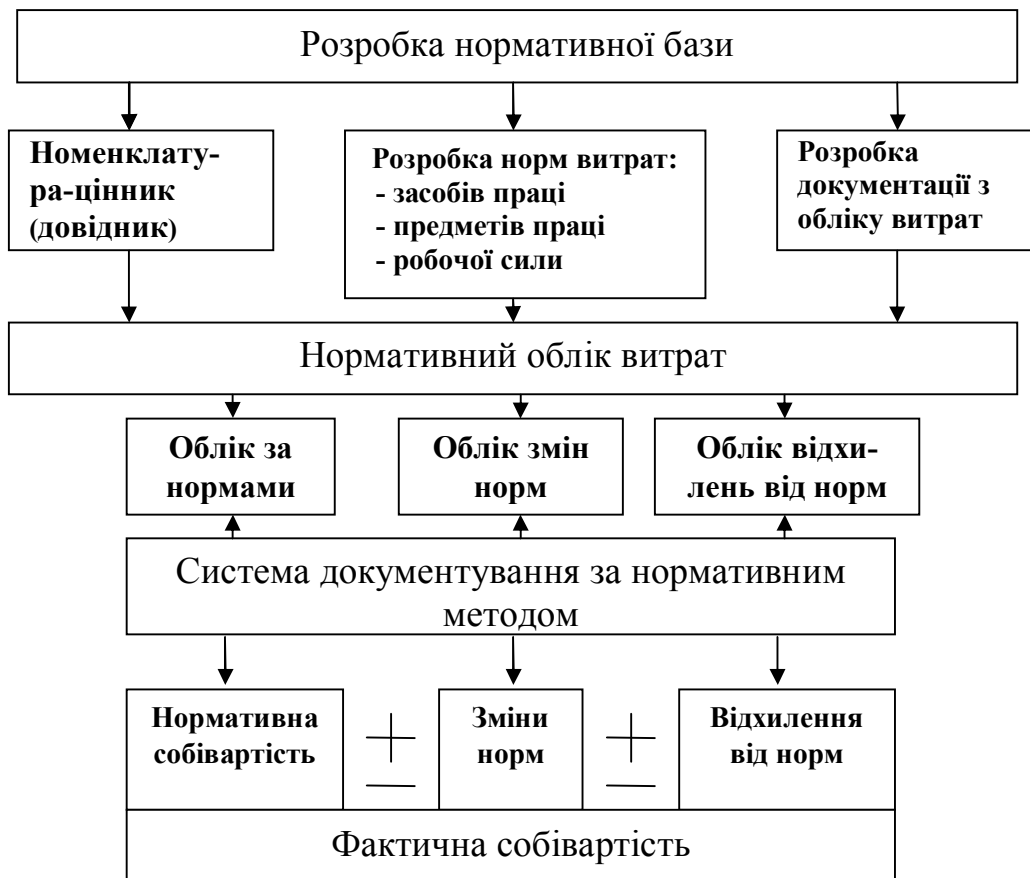 Розробка нормативної бази
Номенклату-
ра-цінник
(довідник)
Розробка норм витрат:
- засобів праці
- предметів праці
- робочої сили
Розробка
документації з
обліку витрат
Нормативний облік витрат
Облік за
нормами
Облік змін
норм
Облік відхи-
лень від норм
Система документування за нормативним
методом
Нормативна
собівартість
Зміни
норм
Відхилення
від норм
Фактична собівартість